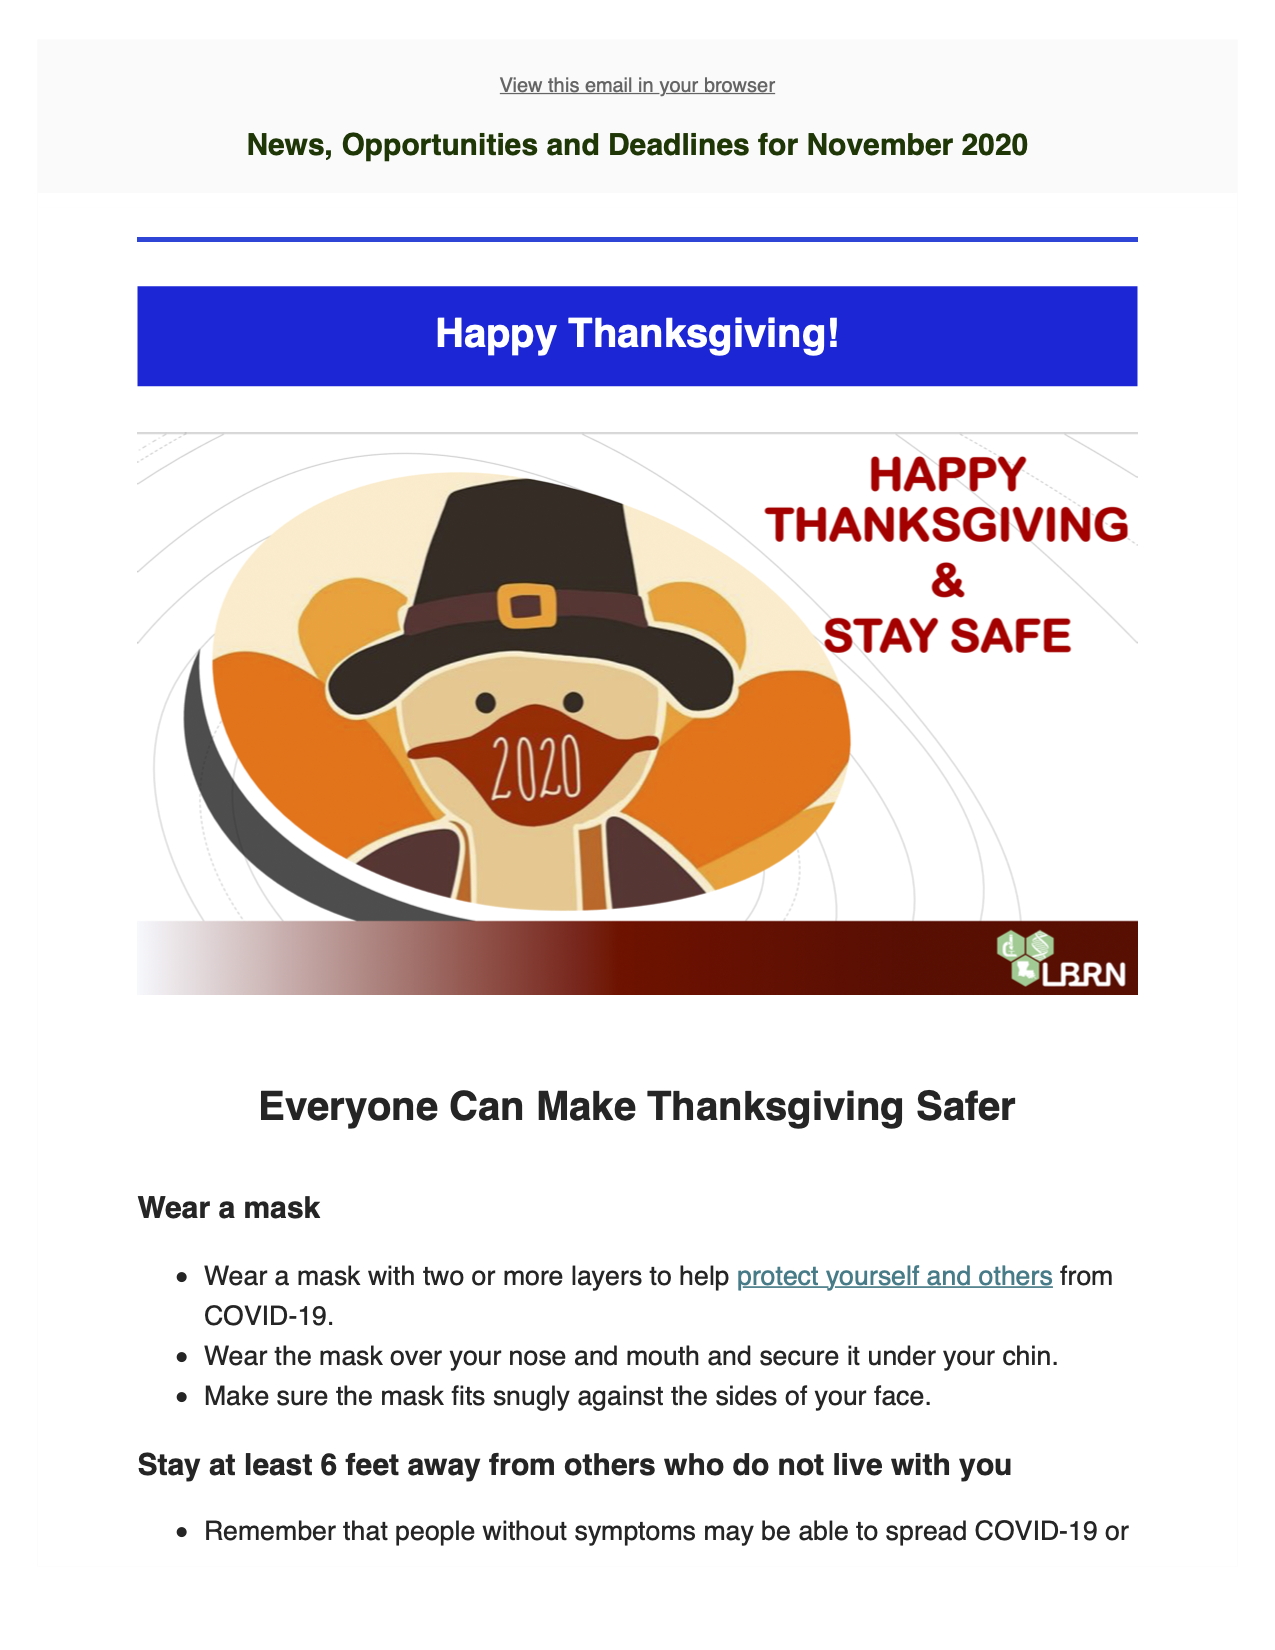 View this email in your browser
News, Opportunities and Deadlines for November 2020
Happy Thanksgiving!
HAPPY
THANKSGIVING
&
STAY SAFE
2020
LBRN
Everyone Can Make Thanksgiving Safer
Wear a mask
• Wear a mask with two or more layers to help protect yourself and others from
COVID-19.
• Wear the mask over your nose and mouth and secure it under your chin.
• Make sure the mask fits snugly against the sides of your face.
Stay at least 6 feet away from others who do not live with you
• Remember that people without symptoms may be able to spread COVID-19 or